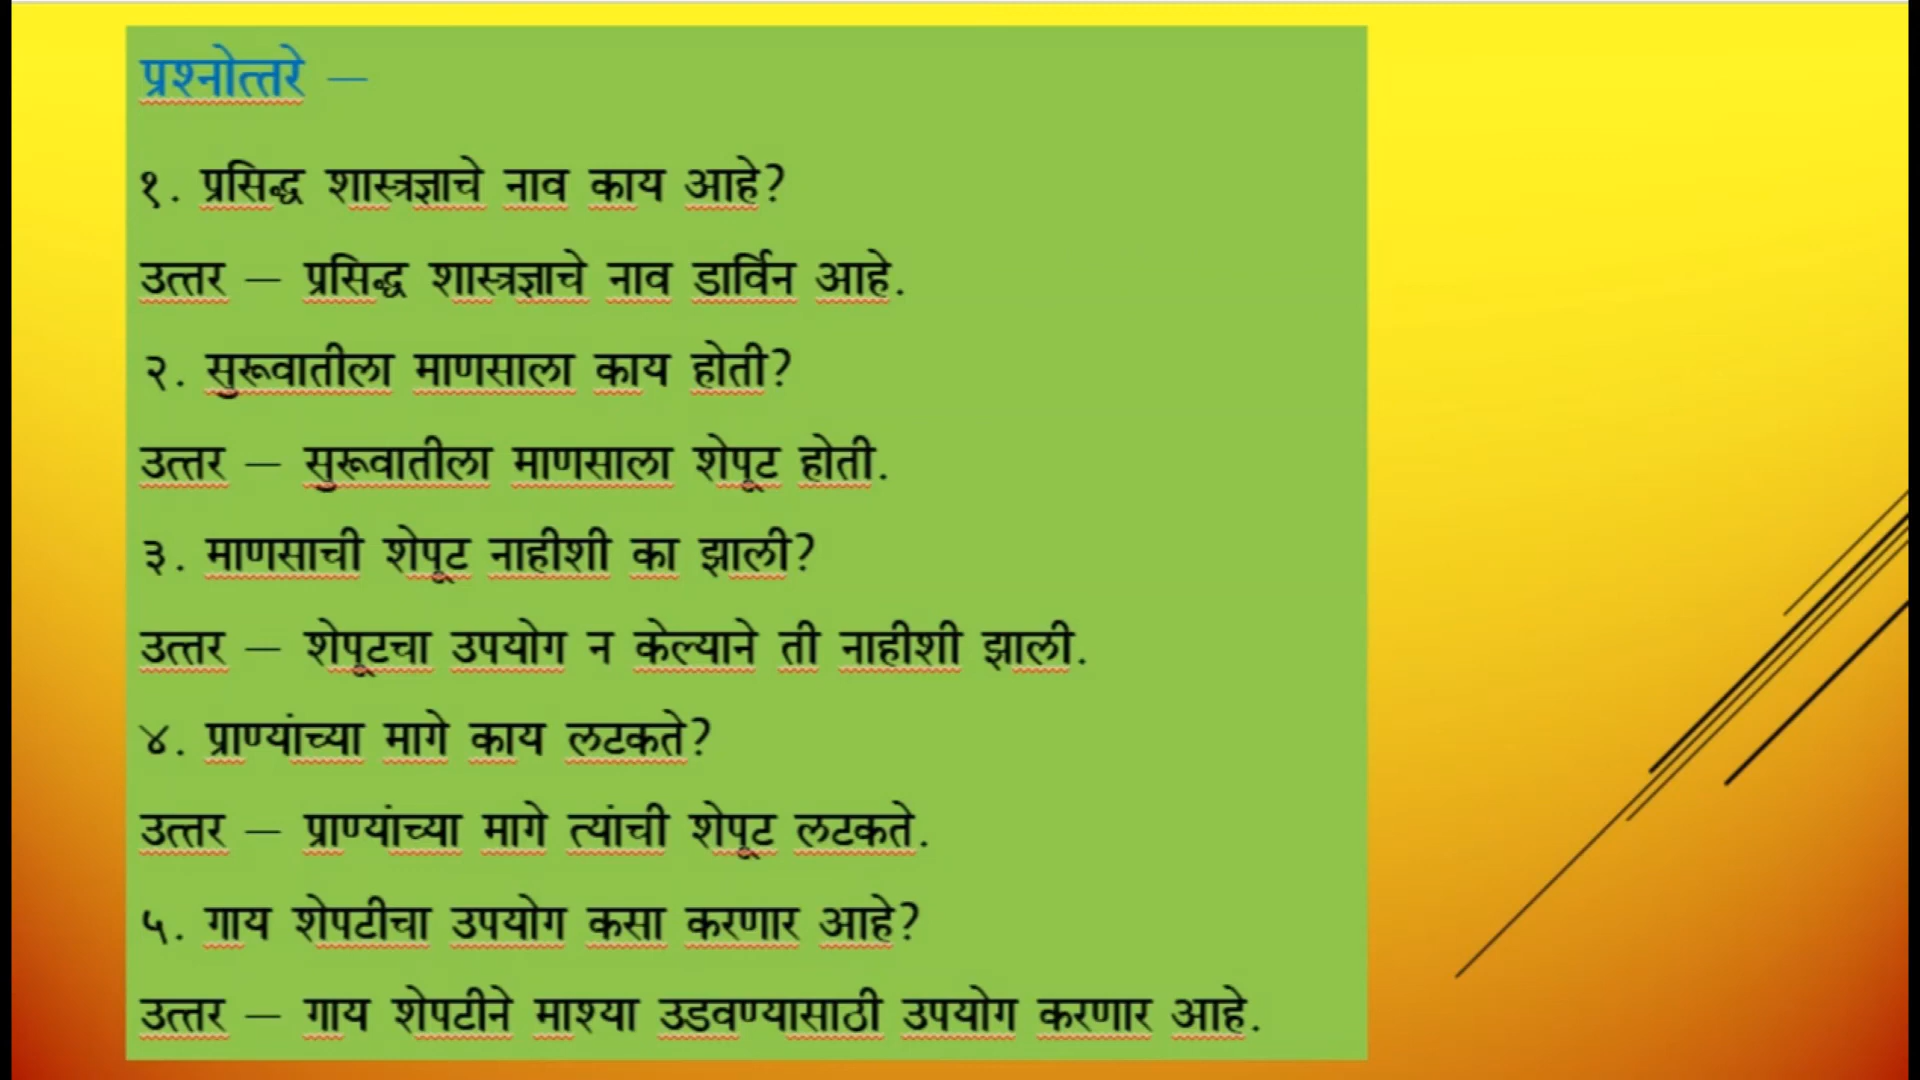 प्रश्नोत्तरे –
१. प्रसिद्ध शास्त्रज्ञाचे नाव काय आहे?
उत्तर – प्रसिद्ध शास्त्रज्ञाचे नाव डार्विन आहे.
२. सुरूवातीला माणसाला काय होती?
उत्तर – सुरूवातीला माणसाला शेपूट होती.
३. माणसाची शेपूट नाहीशी का झाली?
उत्तर – शेपूटचा उपयोग न केल्याने ती नाहीशी झाली.
४. प्राण्यांच्या मागे काय लटकते?
उत्तर – प्राण्यांच्या मागे त्यांची शेपूट लटकते.
५. गाय शेपटीचा उपयोग कसा करणार आहे?
उत्तर – गाय शेपटीने माश्या उडवण्यासाठी उपयोग करणार आहे.